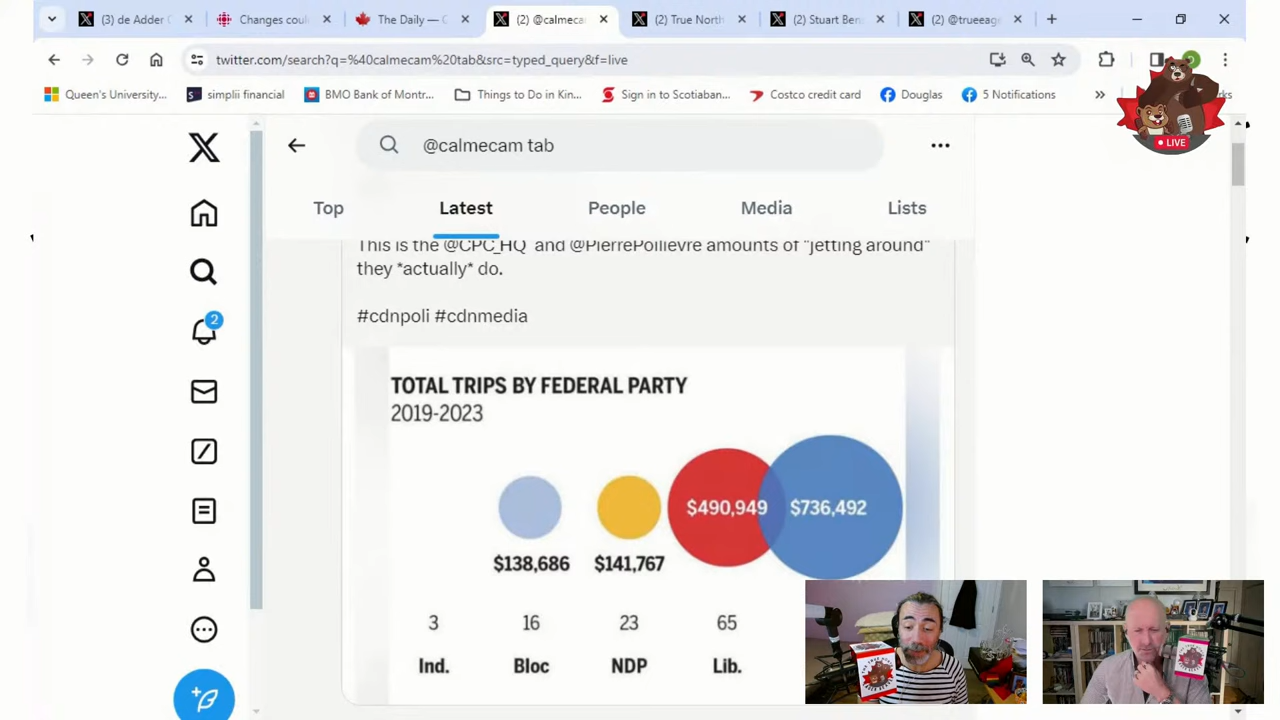 (3) de Adder C
Changes coul
The Daily — C
(2) @calmeca
(2) True North
(2) Stuart Ben
(2) @trueeag
twitter.com/search?q=%40calmecam%20tab&src=typed_query&f=live
Queen's University...
simplii financial
BMO Bank of Montr...
Things to Do in Kin...
Sign in to Scotiaban...
Costco credit card
Douglas
5 Notifications
»
LIVE
@calmecam tab
Top
Latest
People
Media
Lists
2
This is the @CPC_HQ and @PierrePoilievre amounts of "jetting around"
they *actually* do.
#cdnpoli #cdnmedia
TOTAL TRIPS BY FEDERAL PARTY
2019-2023
$490,949
$736,492
$138,686
$141,767
3
16
23
65
Ind.
Bloc
NDP
Lib.